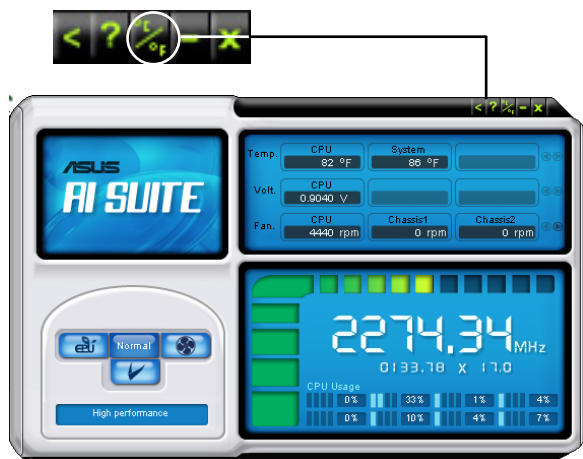 < ? °C/°F − x
< ? °C/°F − x
ASUS
AI SUITE
CPU System
Temp. 82 °F 86 °F
CPU
Volt. 0.9040 V
CPU Chassis1 Chassis2
Fan. 4440 rpm 0 rpm 0 rpm
EPU Normal
High performance
2274.34 MHz
0133.78 X 17.0
CPU Usage
0% 33% 1% 4%
0% 10% 4% 7%